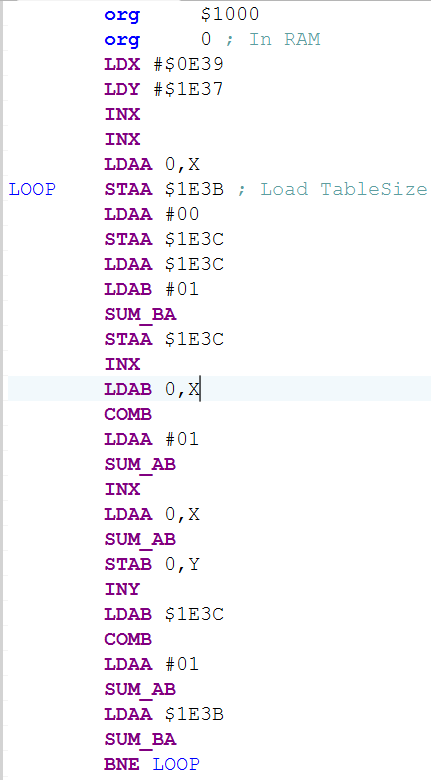 org $1000
org 0 ; In RAM
LDX #$0E39
LDY #$1E37
INX
INX
LDAA 0,X
LOOP STAA $1E3B ; Load TableSize
LDAA #00
STAA $1E3C
LDAA $1E3C
LDAB #01
SUM_BA
STAA $1E3C
INX
LDAB 0,X
COMB
LDAA #01
SUM_AB
INX
LDAA 0,X
SUM_AB
STAB 0,Y
INY
LDAB $1E3C
COMB
LDAA #01
SUM_AB
LDAA $1E3B
SUM_BA
BNE LOOP